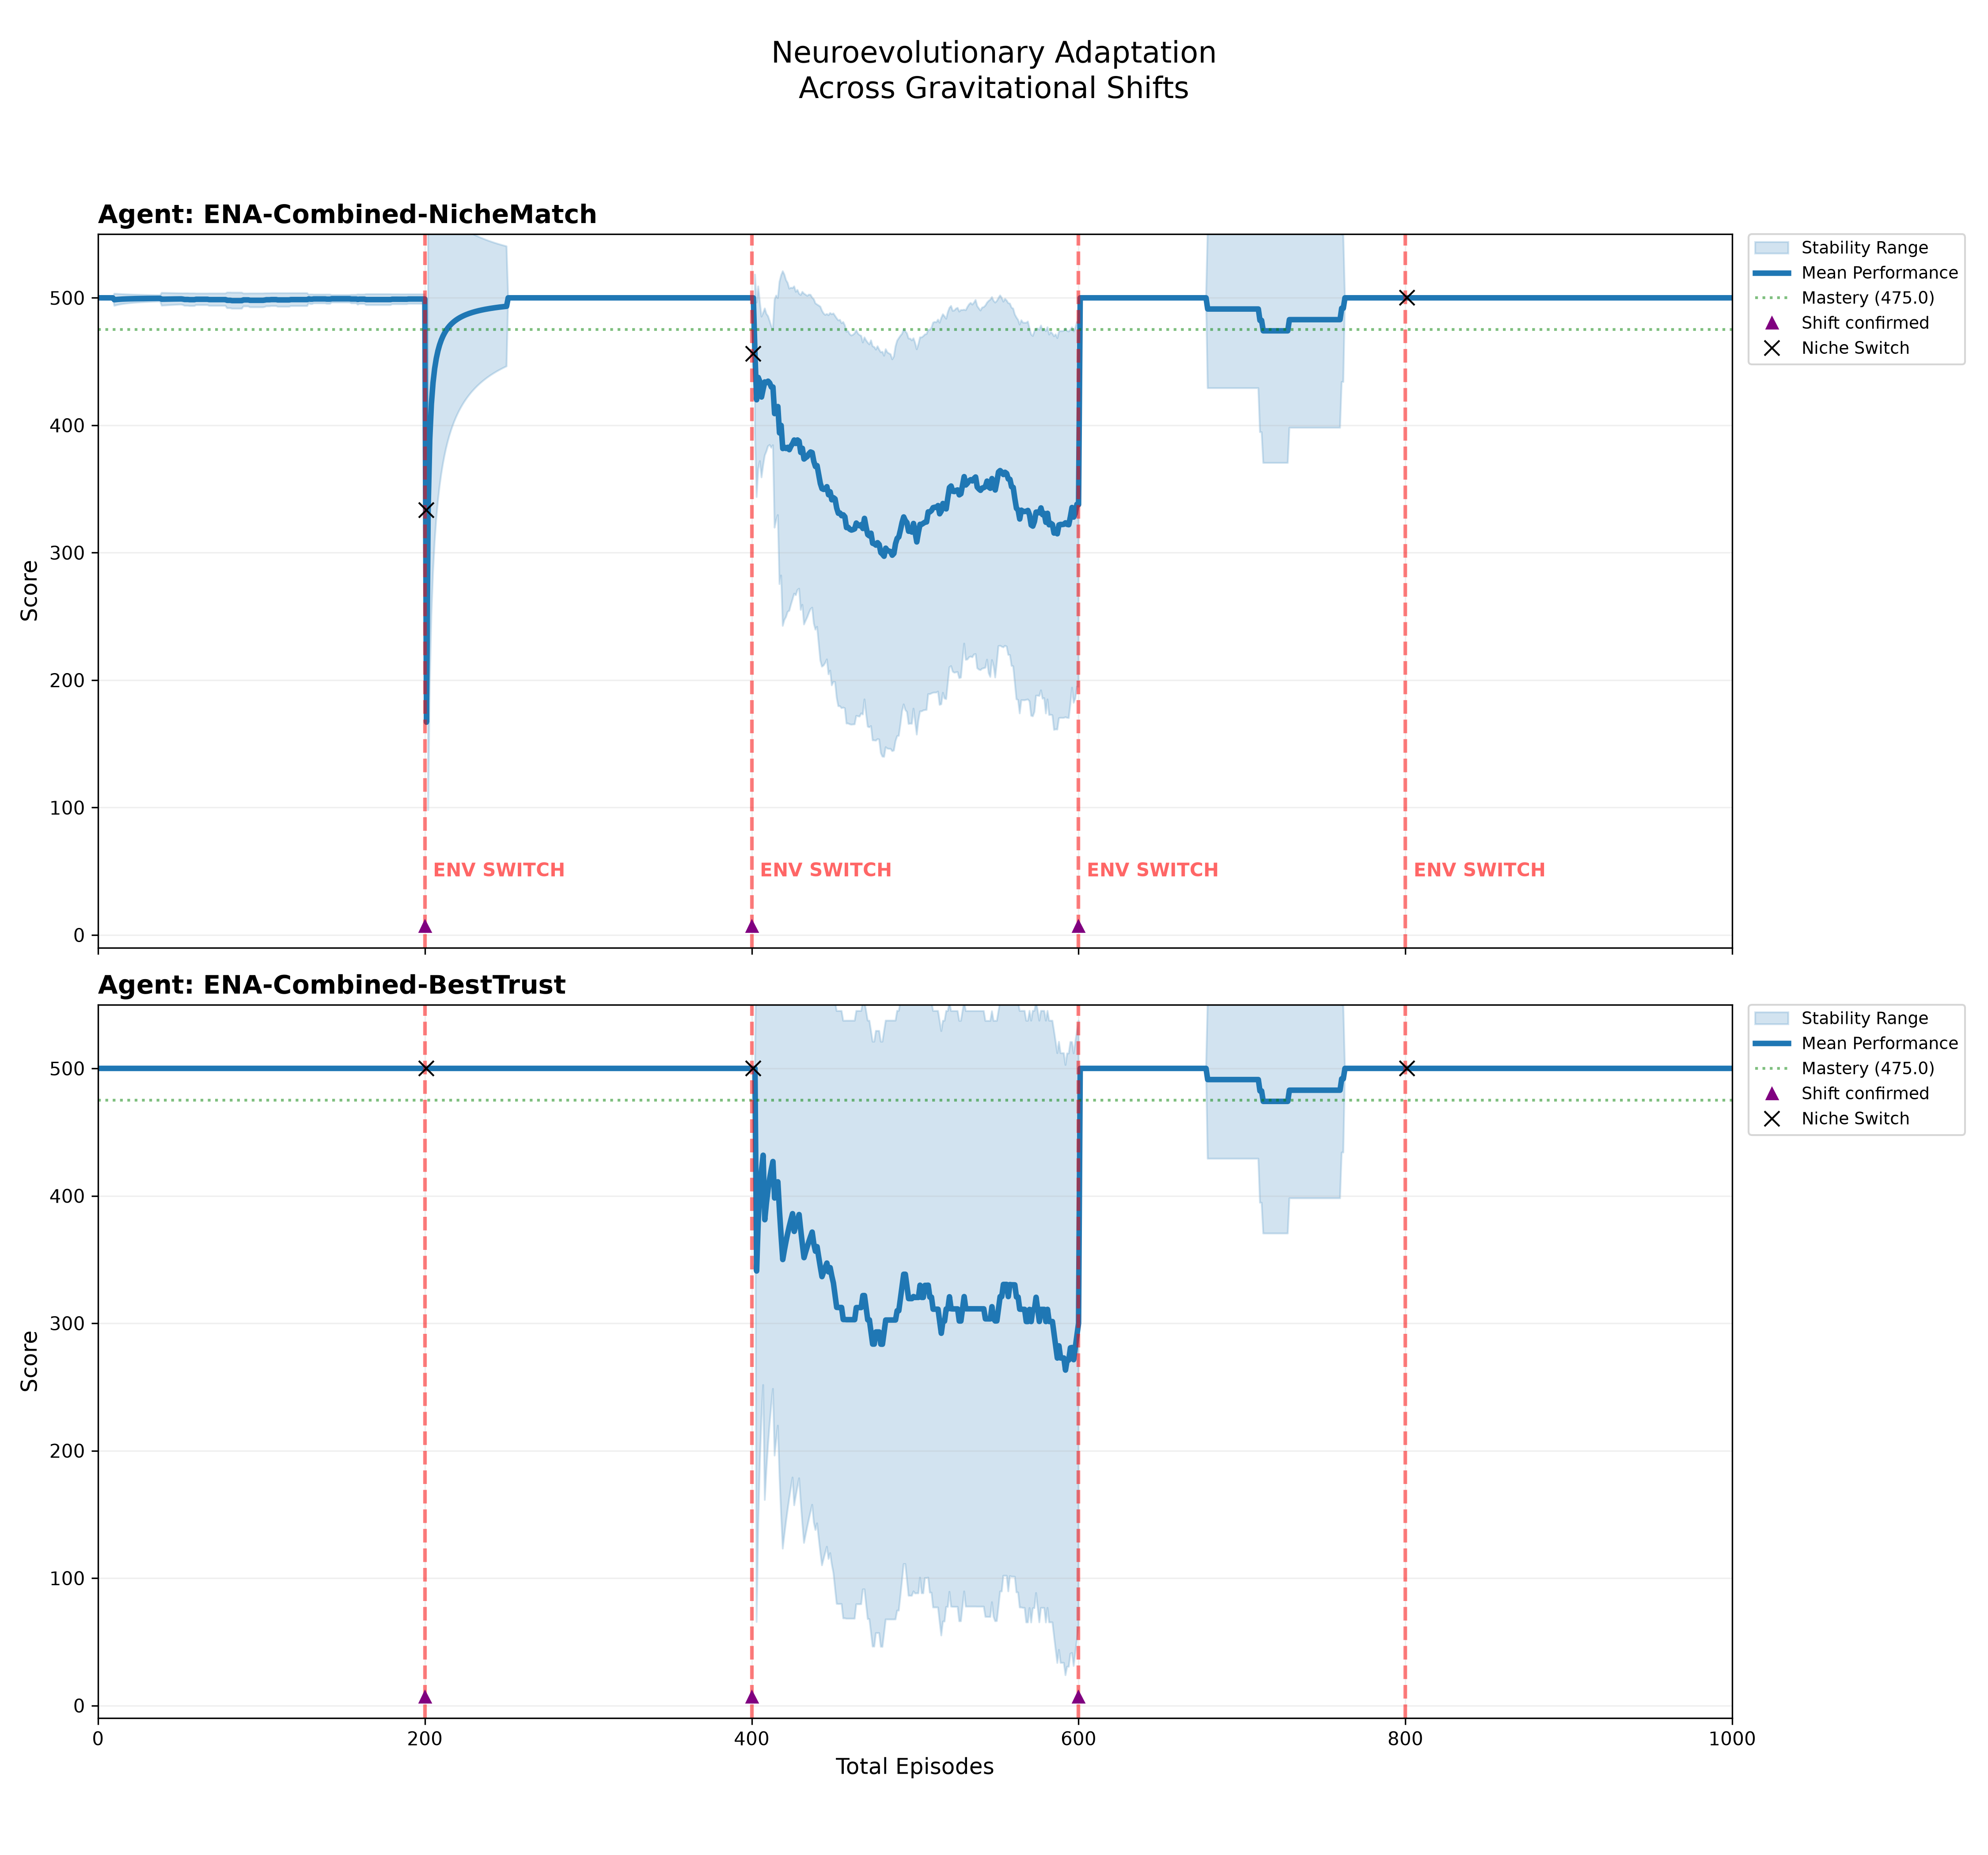 Neuroevolutionary Adaptation
Across Gravitational Shifts
Agent: ENA-Combined-NicheMatch
Stability Range
Mean Performance
Mastery (475.0)
Shift confirmed
Niche Switch
500
400
300
200
100
0
Score
ENV SWITCH
ENV SWITCH
ENV SWITCH
ENV SWITCH
Agent: ENA-Combined-BestTrust
Stability Range
Mean Performance
Mastery (475.0)
Shift confirmed
Niche Switch
500
400
300
200
100
0
Score
0
200
400
600
800
1000
Total Episodes